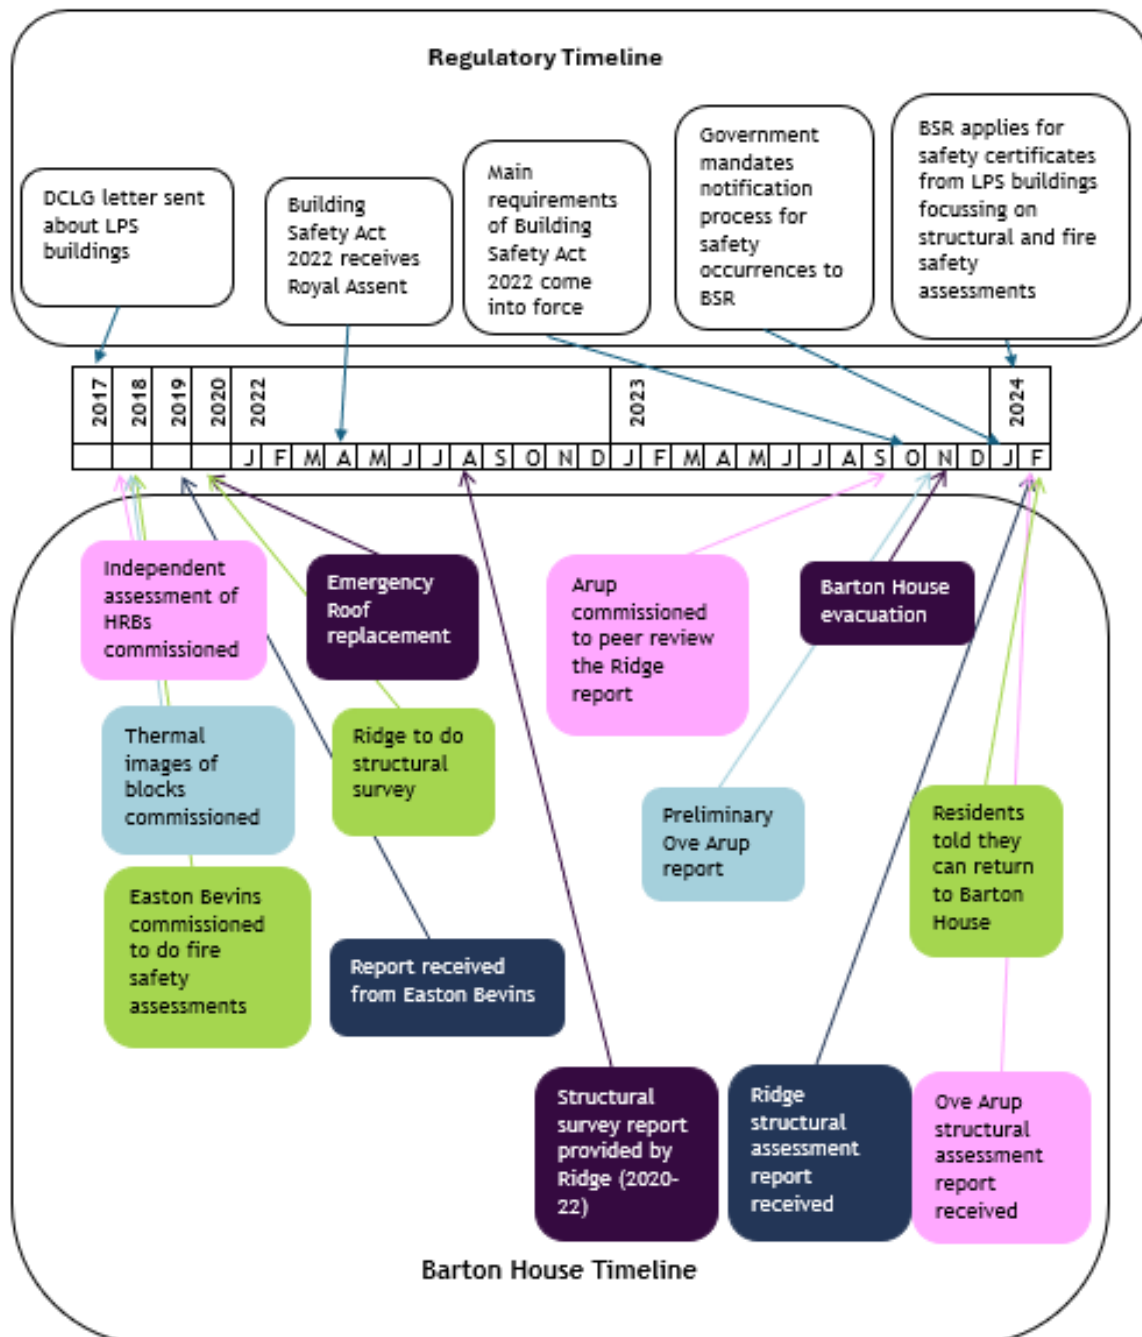 Regulatory Timeline
DCLG letter sent
about LPS
buildings
Building
Safety Act
2022 receives
Royal Assent
Main
requirements
of Building
Safety Act
2022 come
into force
Government
mandates
notification
process for
safety
occurrences to
BSR
BSR applies for
safety certificates
from LPS buildings
focussing on
structural and fire
safety
assessments
2017 2018 2019 2020 2022 2023 2024
J F M A M J J A S O N D J F M A M J J A S O N D J F
Independent
assessment of
HRBs
commissioned
Emergency
Roof
replacement
Arup
commissioned
to peer review
the Ridge
report
Barton House
evacuation
Thermal
images of
blocks
commissioned
Ridge to do
structural
survey
Preliminary
Ove Arup
report
Residents
told they
can return
to Barton
House
Easton Bevins
commissioned
to do fire
safety
assessments
Report received
from Easton Bevins
Structural
survey report
provided by
Ridge (2020-
22)
Ridge
structural
assessment
report
received
Ove Arup
structural
assessment
report
received
Barton House Timeline